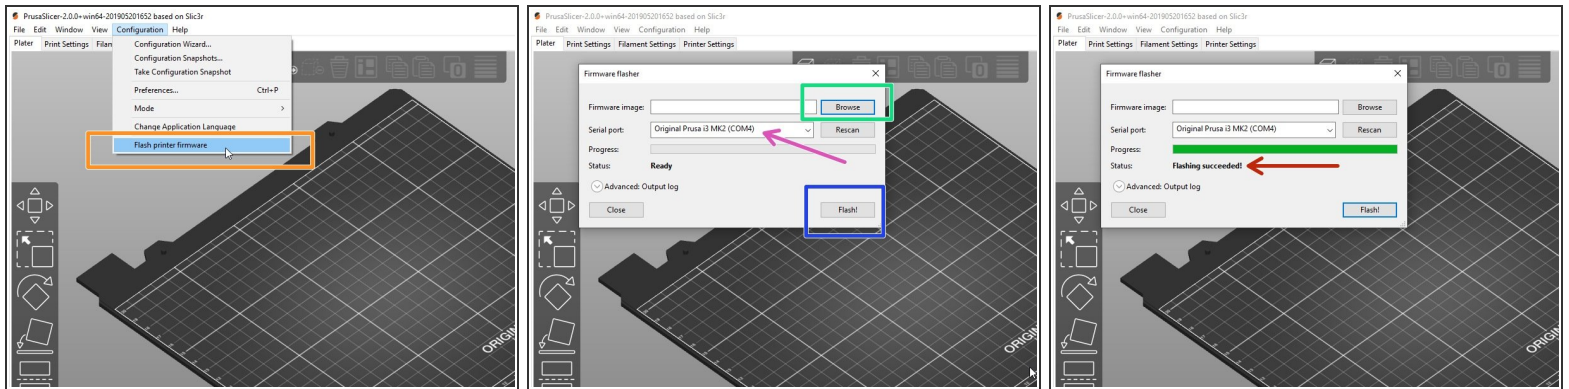 PrusaSlicer-2.0.0+win64-201905201652 based on Slic3r
File Edit Window View Configuration Help
Plater Print Settings Filam
Configuration Wizard...
Configuration Snapshots...
Take Configuration Snapshot
Preferences... Ctrl+P
Mode
Change Application Language
Flash printer firmware
ORIGIN
PrusaSlicer-2.0.0+win64-201905201652 based on Slic3r
File Edit Window View Configuration Help
Plater Print Settings Filament Settings Printer Settings
Firmware flasher
Firmware image: Browse
Serial port: Original Prusa i3 MK2 (COM4) Rescan
Progress:
Status: Ready
Advanced: Output log
Close Flash!
ORIGIN
PrusaSlicer-2.0.0+win64-201905201652 based on Slic3r
File Edit Window View Configuration Help
Plater Print Settings Filament Settings Printer Settings
Firmware flasher
Firmware image: Browse
Serial port: Original Prusa i3 MK2 (COM4) Rescan
Progress:
Status: Flashing succeeded!
Advanced: Output log
Close Flash!
ORIGIN